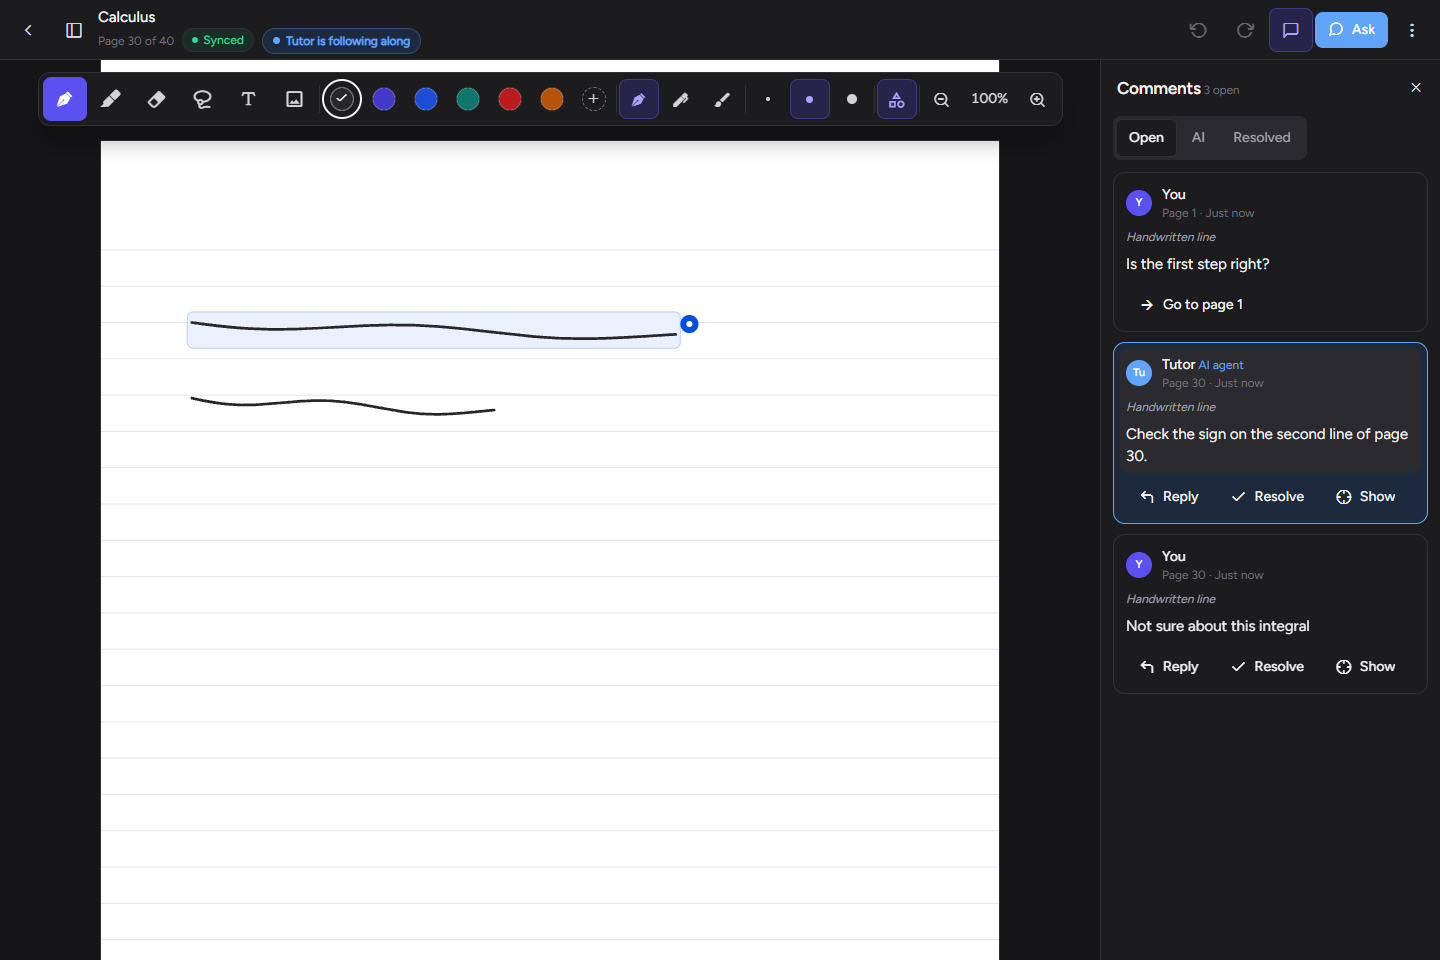 Calculus
Page 30 of 40
Synced
Tutor is following along
Ask
T
100%
Comments 3 open
Open
AI
Resolved
Y
You
Page 1 · Just now
Handwritten line
Is the first step right?
Go to page 1
Tu
Tutor AI agent
Page 30 · Just now
Handwritten line
Check the sign on the second line of page
30.
Reply
Resolve
Show
Y
You
Page 30 · Just now
Handwritten line
Not sure about this integral
Reply
Resolve
Show